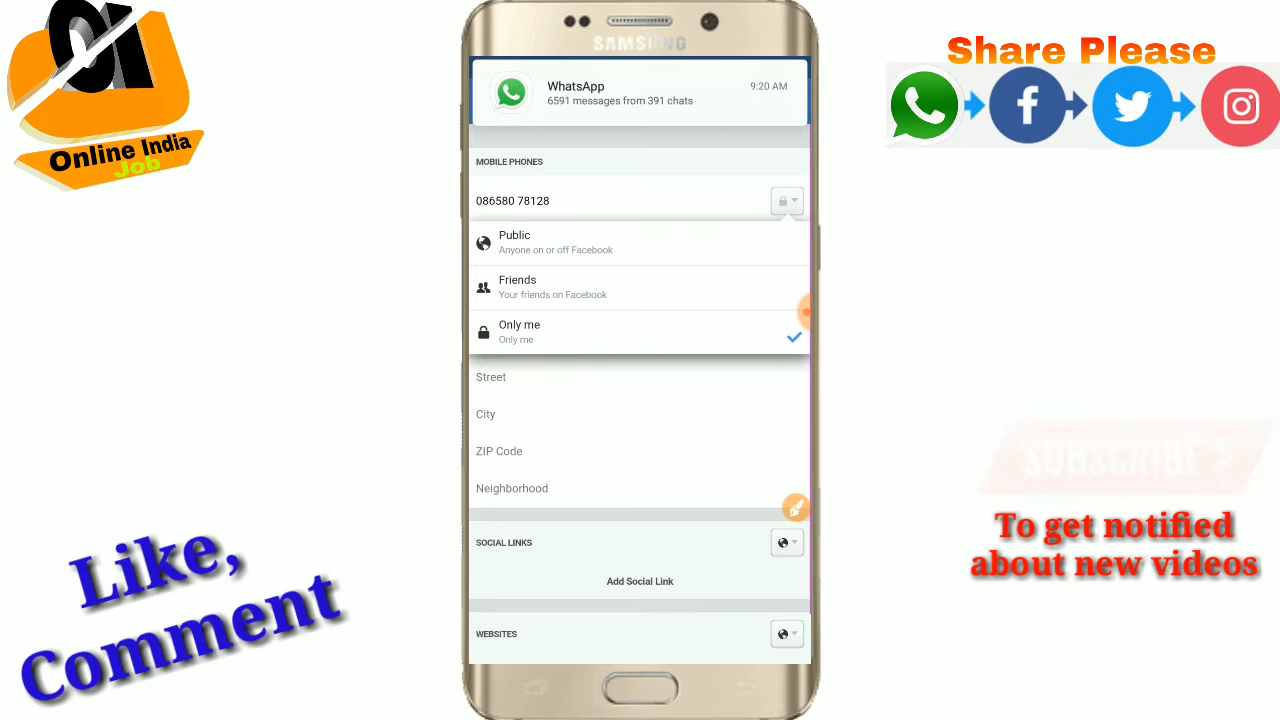 OI
Online India
Job
SAMSUNG
WhatsApp
9:20 AM
6591 messages from 391 chats
MOBILE PHONES
086580 78128
Public
Anyone on or off Facebook
Friends
Your friends on Facebook
Only me
Only me
Street
City
ZIP Code
Neighborhood
SOCIAL LINKS
Add Social Link
WEBSITES
Share Please
SUBSCRIBE
To get notified
about new videos
Like,
Comment